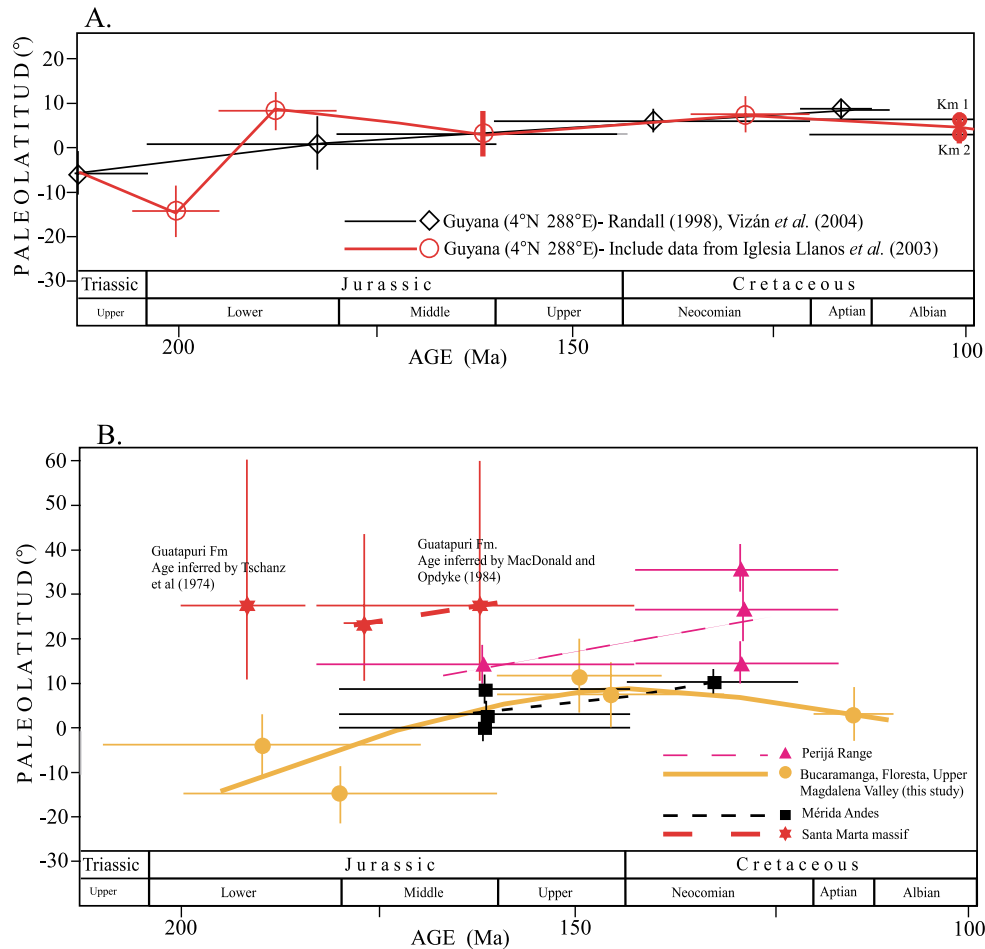 A.
PALEOLATITUD (°)
20
10
0
-10
-20
-30
Km 1
Km 2
Guyana (4°N 288°E)- Randall (1998), Vizán et al. (2004)
Guyana (4°N 288°E)- Include data from Iglesia Llanos et al. (2003)
Triassic Jurassic Cretaceous
Upper Lower Middle Upper Neocomian Aptian Albian
200 150 100
AGE (Ma)
B.
PALEOLATITUD (°)
60
50
40
30
20
10
0
-10
-20
-30
Guatapuri Fm
Age inferred by Tschanz
et al (1974)
Guatapuri Fm.
Age inferred by MacDonald and
Opdyke (1984)
Perijá Range
Bucaramanga, Floresta, Upper
Magdalena Valley (this study)
Mérida Andes
Santa Marta massif
Triassic Jurassic Cretaceous
Upper Lower Middle Upper Neocomian Aptian Albian
200 150 100
AGE (Ma)